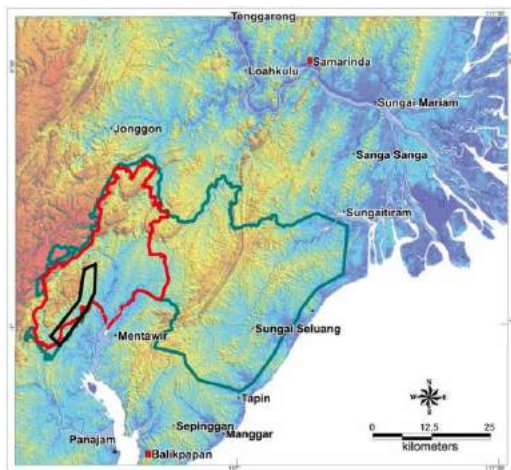 Tenggarong
Samarinda
Loahkulu
Sungai Mariam
Jonggon
Sanga Sanga
Sungaitiram
Mentawir
Sungai Seluang
N
W E
S
Tapin
Sepinggan
Manggar
Panajam
Balikpapan
0 12,5 25
kilometers
117°